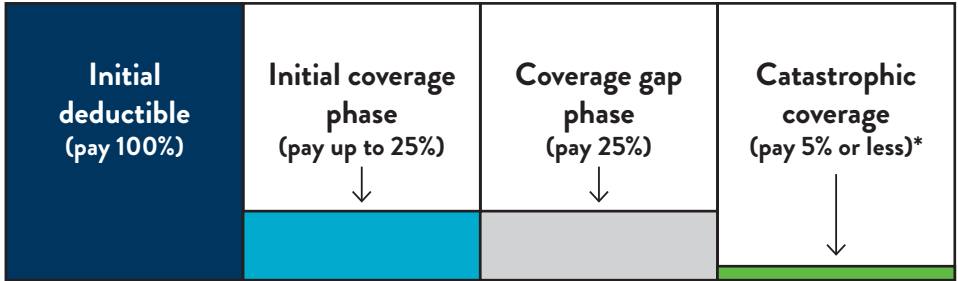 Initial
deductible
(pay 100%)
Initial coverage
phase
(pay up to 25%)
Coverage gap
phase
(pay 25%)
Catastrophic
coverage
(pay 5% or less)*